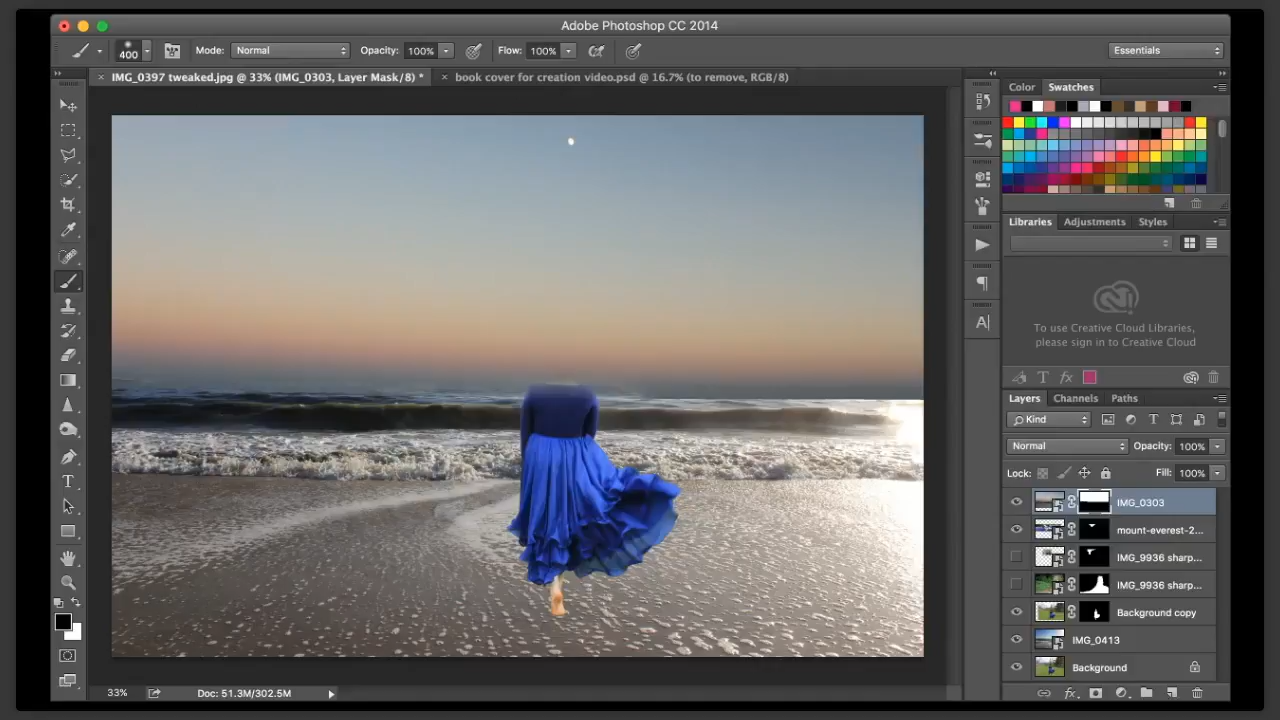 Adobe Photoshop CC 2014
400 Mode: Normal Opacity: 100% Flow: 100% Essentials
× IMG_0397 tweaked.jpg @ 33% (IMG_0303, Layer Mask/8) * × book cover for creation video.psd @ 16.7% (to remove, RGB/8)
Color Swatches
Libraries Adjustments Styles
To use Creative Cloud Libraries,
please sign in to Creative Cloud
Layers Channels Paths
Kind
Normal Opacity: 100%
Lock: Fill: 100%
IMG_0303
mount-everest-2...
IMG_9936 sharp...
IMG_9936 sharp...
Background copy
IMG_0413
Background
33% Doc: 51.3M/302.5M